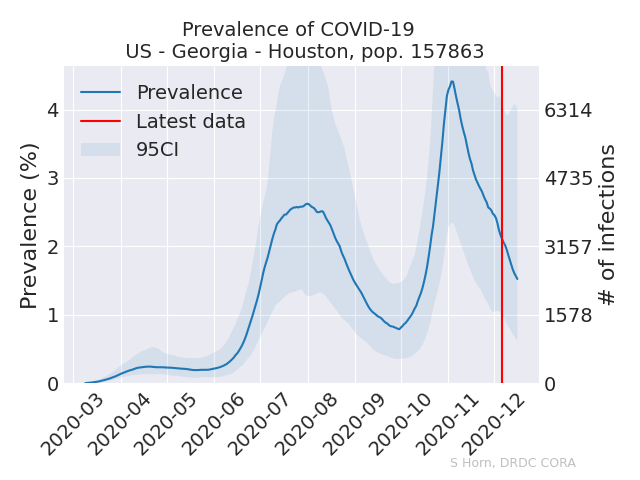 Prevalence of COVID-19
US - Georgia - Houston, pop. 157863
Prevalence
Latest data
95CI
Prevalence (%)
4
3
2
1
0
6314
4735
3157
1578
0
# of infections
2020-03
2020-04
2020-05
2020-06
2020-07
2020-08
2020-09
2020-10
2020-11
2020-12
S Horn, DRDC CORA